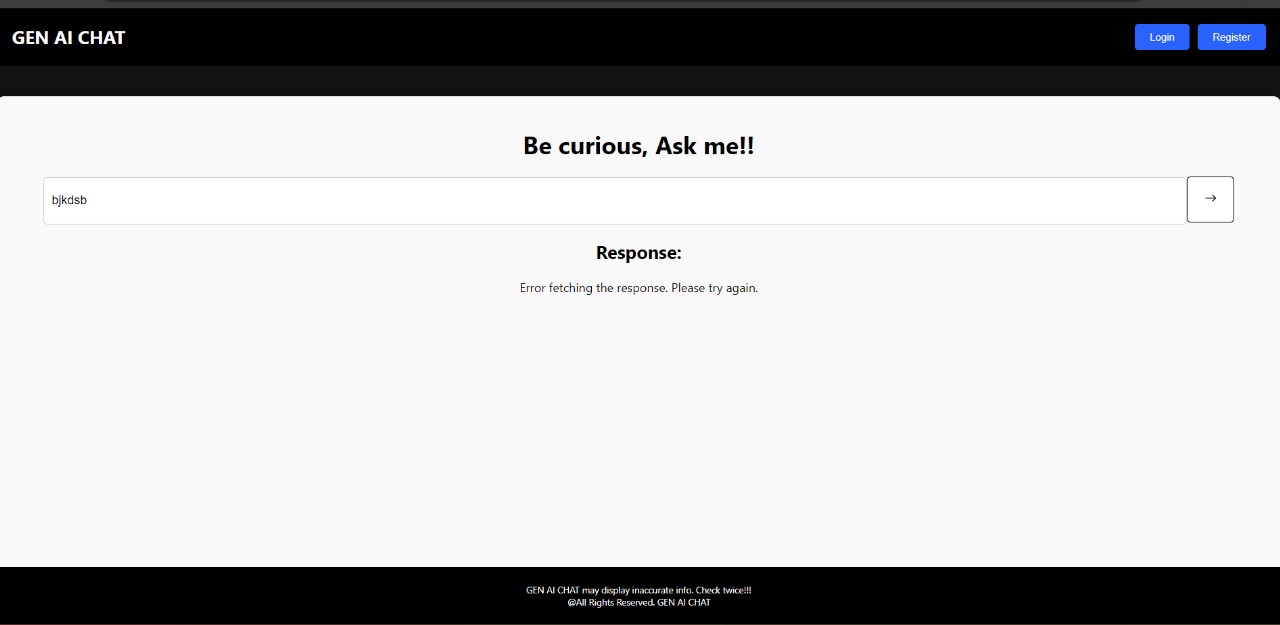 GEN AI CHAT
Login
Register
Be curious, Ask me!!
bjkdsb
→
Response:
Error fetching the response. Please try again.
GEN AI CHAT may display inaccurate info. Check twice!!!
@All Rights Reserved. GEN AI CHAT